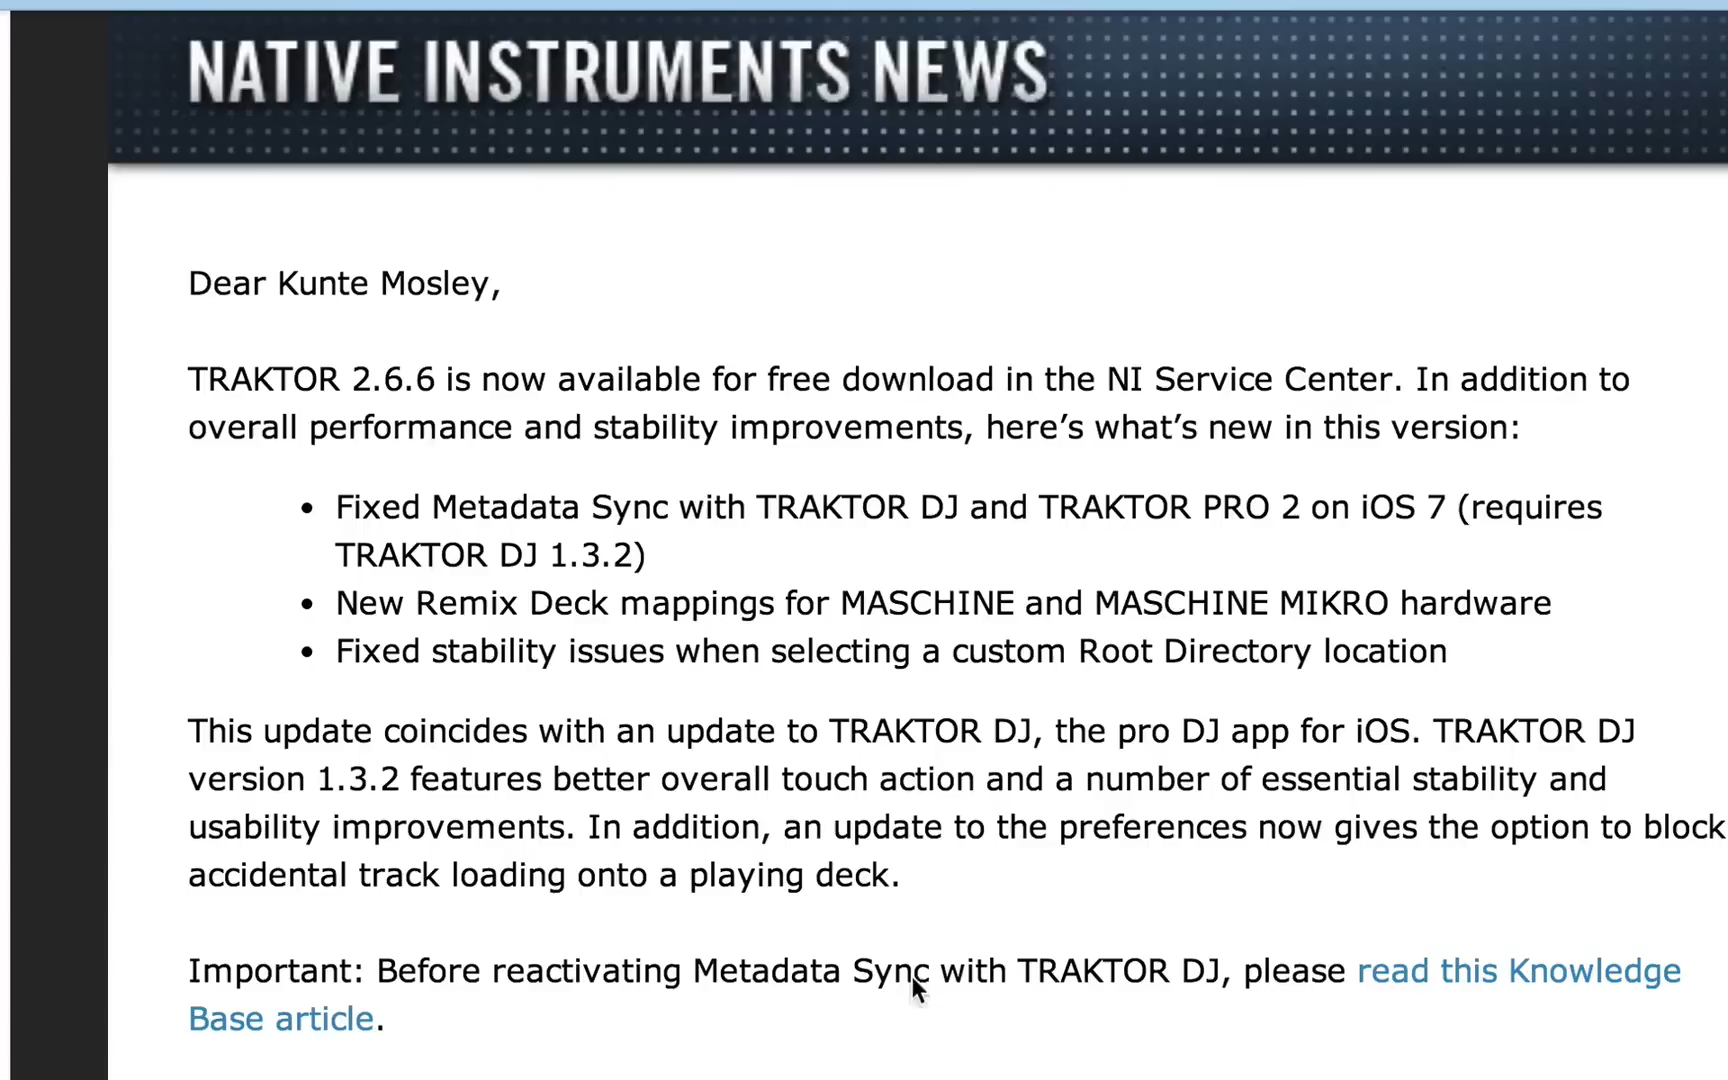 NATIVE INSTRUMENTS NEWS
Dear Kunte Mosley,
TRAKTOR 2.6.6 is now available for free download in the NI Service Center. In addition to
overall performance and stability improvements, here’s what’s new in this version:
• Fixed Metadata Sync with TRAKTOR DJ and TRAKTOR PRO 2 on iOS 7 (requires
TRAKTOR DJ 1.3.2)
• New Remix Deck mappings for MASCHINE and MASCHINE MIKRO hardware
• Fixed stability issues when selecting a custom Root Directory location
This update coincides with an update to TRAKTOR DJ, the pro DJ app for iOS. TRAKTOR DJ
version 1.3.2 features better overall touch action and a number of essential stability and
usability improvements. In addition, an update to the preferences now gives the option to block
accidental track loading onto a playing deck.
Important: Before reactivating Metadata Sync with TRAKTOR DJ, please read this Knowledge
Base article.